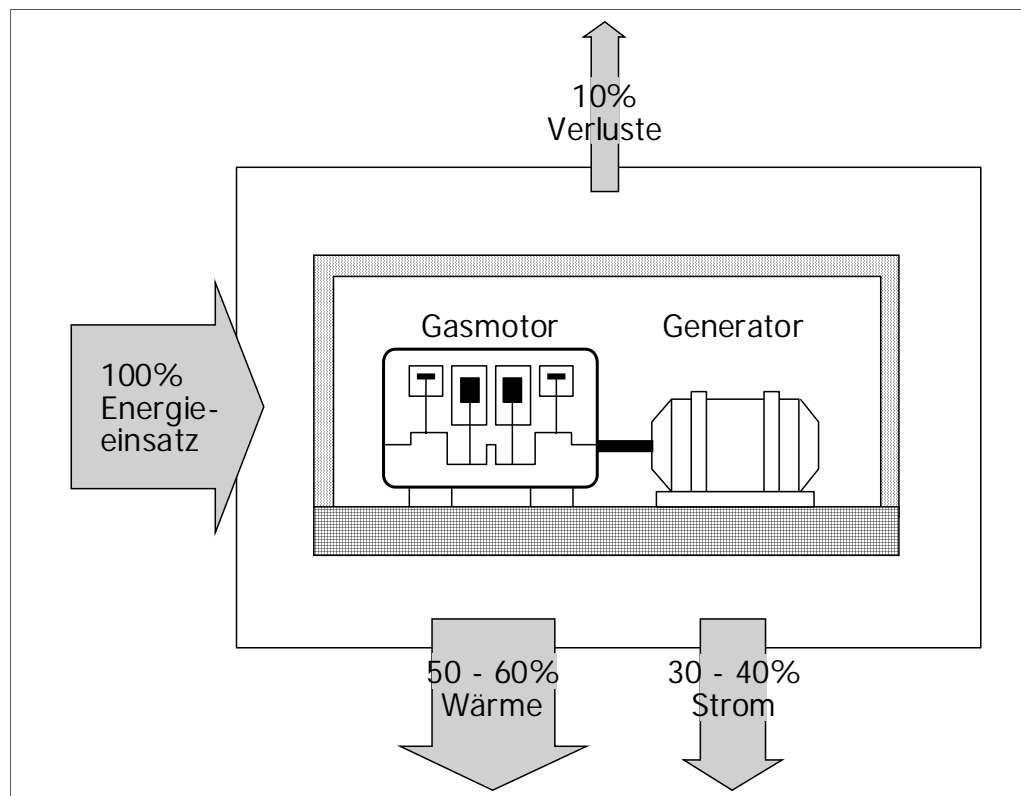 10%
Verluste
Gasmotor
Generator
100%
Energie-
einsatz
50 - 60%
Wärme
30 - 40%
Strom